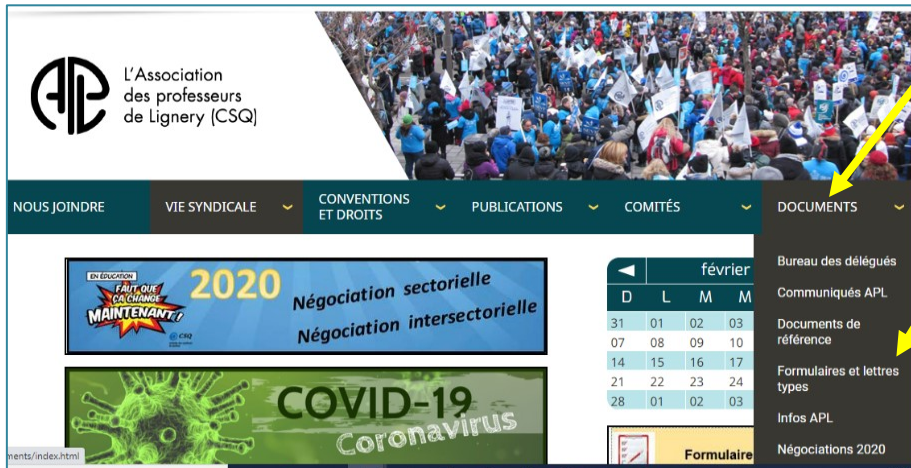 L'Association
des professeurs
de Lignery (CSQ)
NOUS JOINDRE
VIE SYNDICALE
CONVENTIONS
ET DROITS
PUBLICATIONS
COMITÉS
DOCUMENTS
EN ÉDUCATION
FAUT QUE
ÇA CHANGE
MAINTENANT!
CSQ
2020
Négociation sectorielle
Négociation intersectorielle
COVID-19
Coronavirus
février
D L M M
31 01 02 03
07 08 09 10
14 15 16 17
21 22 23 24
28 01 02 03
Formulaire
Bureau des délégués
Communiqués APL
Documents de
référence
Formulaires et lettres
types
Infos APL
Négociations 2020
ments/index.html